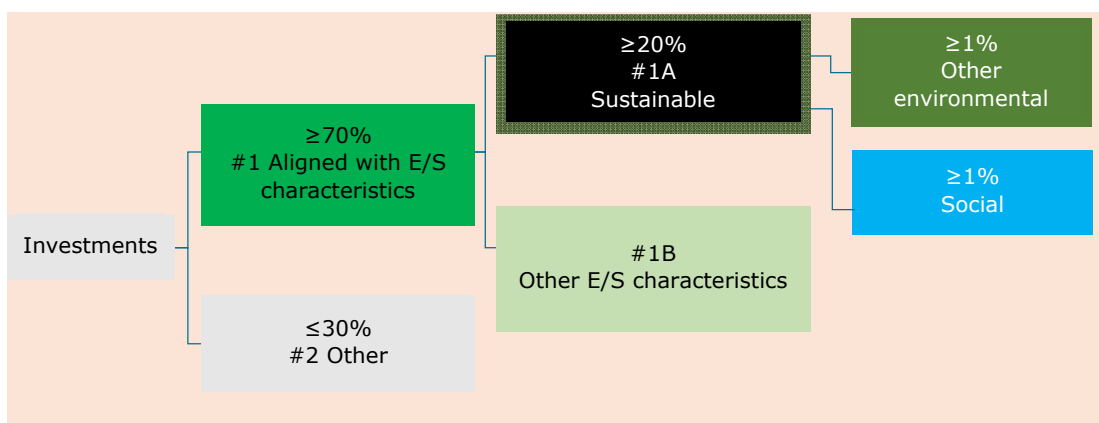 Investments
≥70%
#1 Aligned with E/S
characteristics
≤30%
#2 Other
≥20%
#1A
Sustainable
#1B
Other E/S characteristics
≥1%
Other
environmental
≥1%
Social